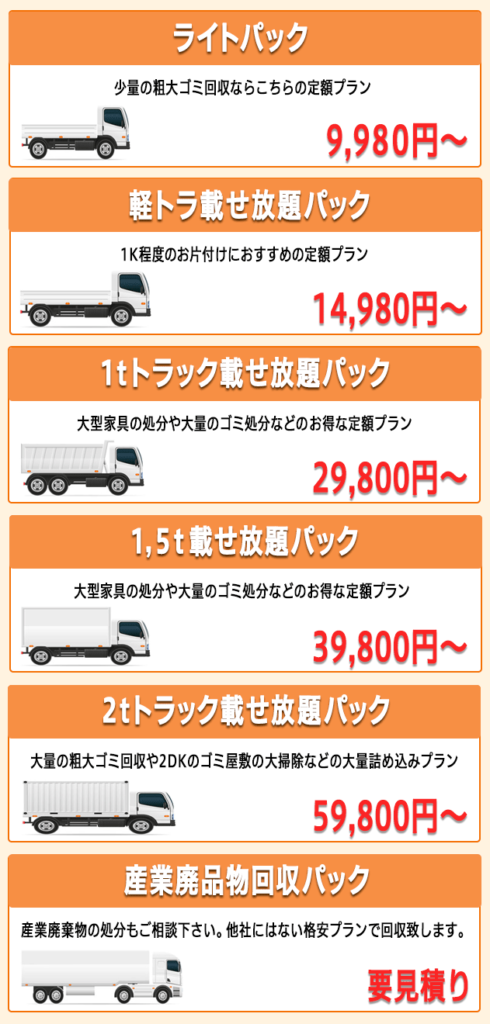 ライトパック
少量の粗大ゴミ回収ならこちらの定額プラン
9,980円〜
軽トラ載せ放題パック
1K程度のお片付けにおすすめの定額プラン
14,980円〜
1tトラック載せ放題パック
大型家具の処分や大量のゴミ処分などのお得な定額プラン
29,800円〜
1,5t載せ放題パック
大型家具の処分や大量のゴミ処分などのお得な定額プラン
39,800円〜
2tトラック載せ放題パック
大量の粗大ゴミ回収や2DKのゴミ屋敷の大掃除などの大量詰め込みプラン
59,800円〜
産業廃品物回収パック
産業廃棄物の処分もご相談下さい。他社にはない格安プランで回収致します。
要見積り